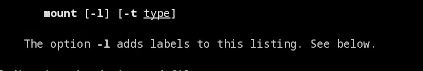 mount [-l] [-t type]
The option -l adds labels to this listing. See below.